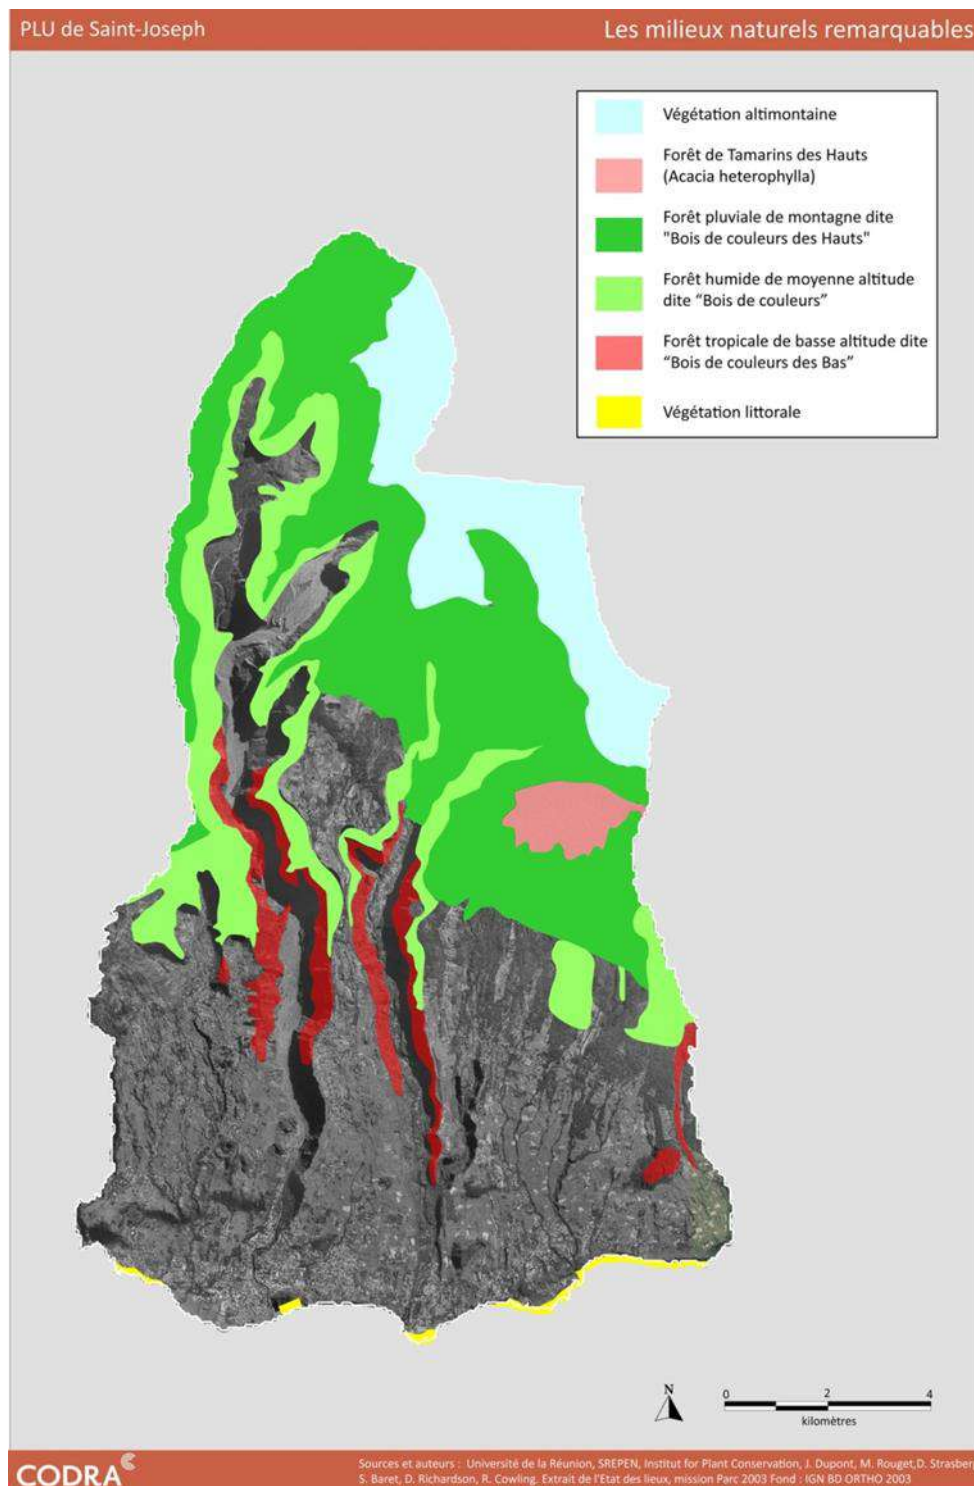 PLU de Saint-Joseph
Les milieux naturels remarquables
Végétation altimontaine
Forêt de Tamarins des Hauts
(Acacia heterophylla)
Forêt pluviale de montagne dite
"Bois de couleurs des Hauts"
Forêt humide de moyenne altitude
dite “Bois de couleurs”
Forêt tropicale de basse altitude dite
“Bois de couleurs des Bas”
Végétation littorale
N
0 2 4
kilomètres
CODRA
Sources et auteurs : Université de la Réunion, SREPEN, Institut for Plant Conservation, J. Dupont, M. Rouget,D. Strasberg
S. Baret, D. Richardson, R. Cowling. Extrait de l'Etat des lieux, mission Parc 2003 Fond : IGN BD ORTHO 2003